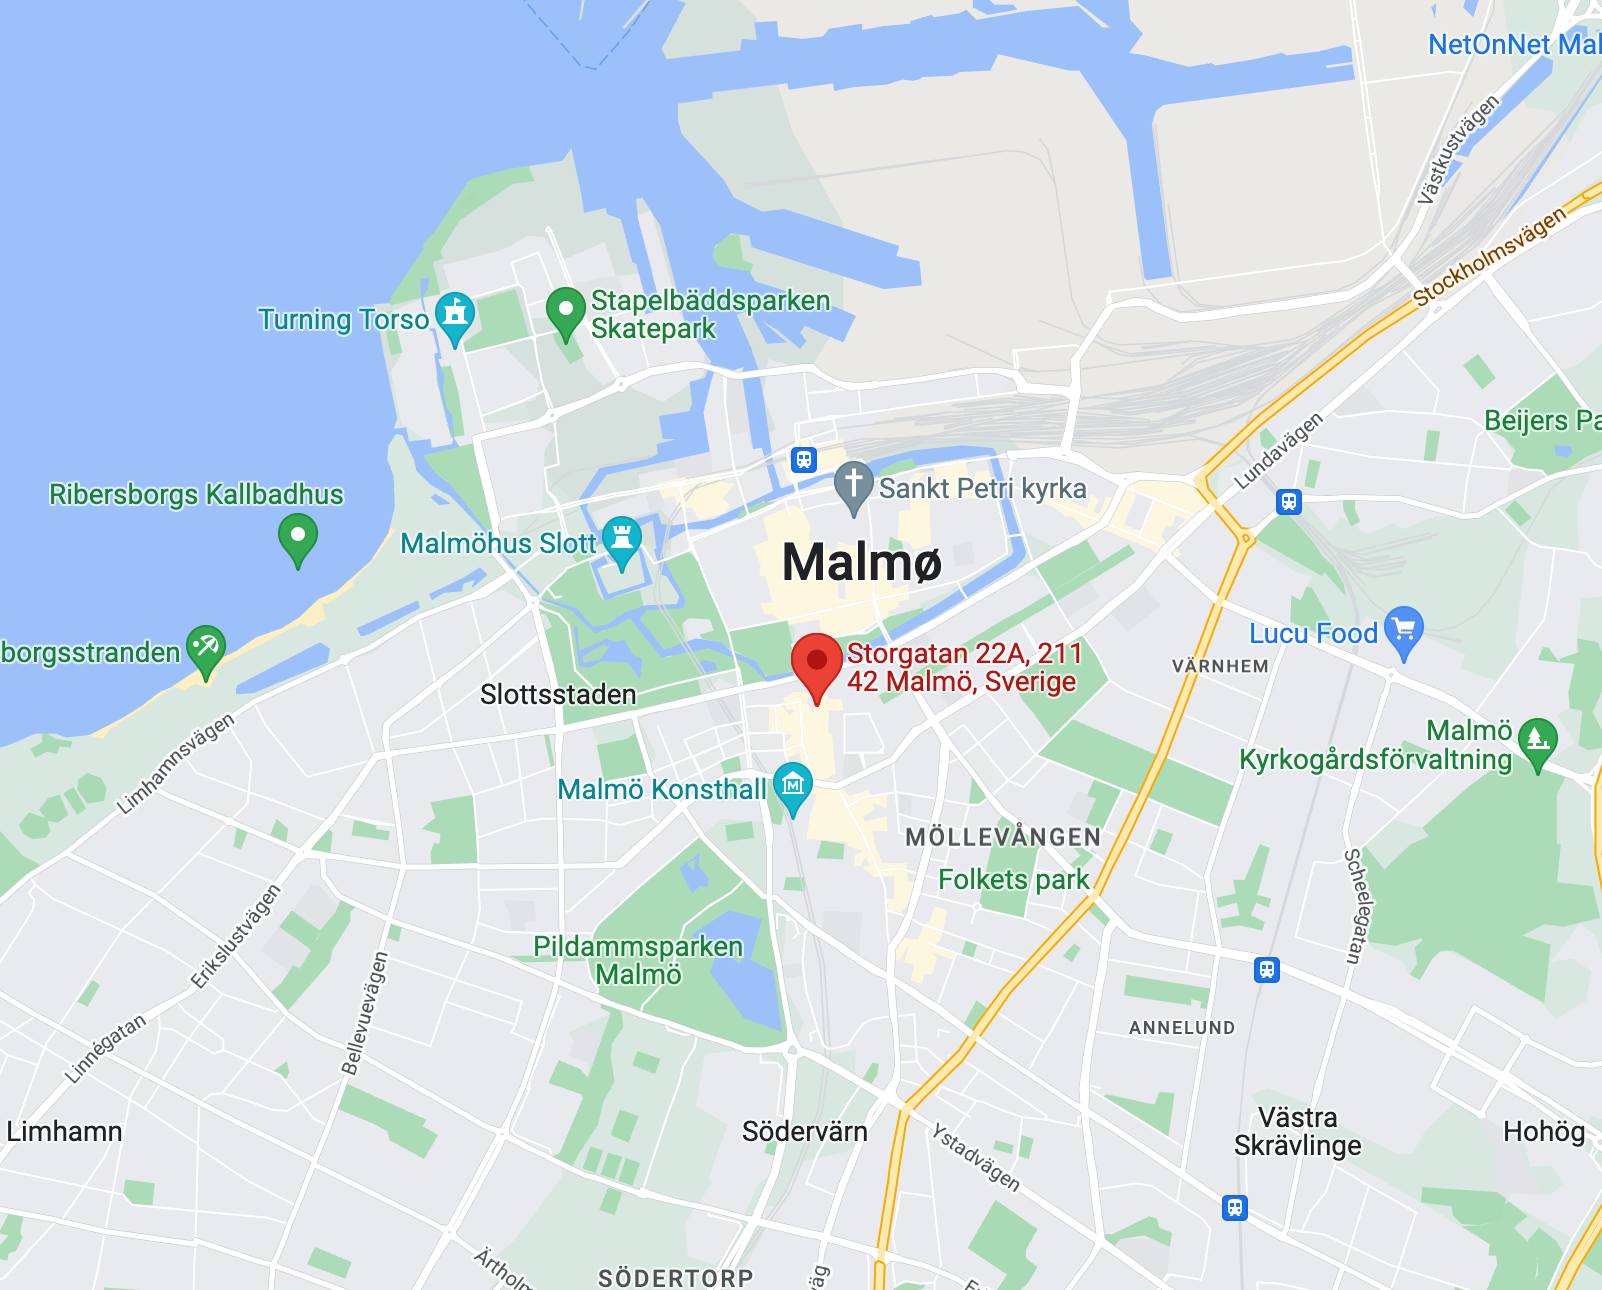 NetOnNet Mal
Västkustvägen
Stockholmsvägen
Stapelbäddsparken
Skatepark
Turning Torso
Lundavägen
Beijers Pa
Ribersborgs Kallbadhus
Sankt Petri kyrka
Malmöhus Slott
Malmø
borgsstranden
Lucu Food
VÄRNHEM
Storgatan 22A, 211
42 Malmö, Sverige
Slottsstaden
Limhamnsvägen
Malmö
Kyrkogårdsförvaltning
Malmö Konsthall
MÖLLEVÅNGEN
Folkets park
Scheelegatan
Erikslustvägen
Pildammsparken
Malmö
Bellevuevägen
Linnégatan
ANNELUND
Limhamn
Södervärn
Ystadvägen
Västra
Skrävlinge
Hohög
SÖDERTORP
Ärtholm
väg